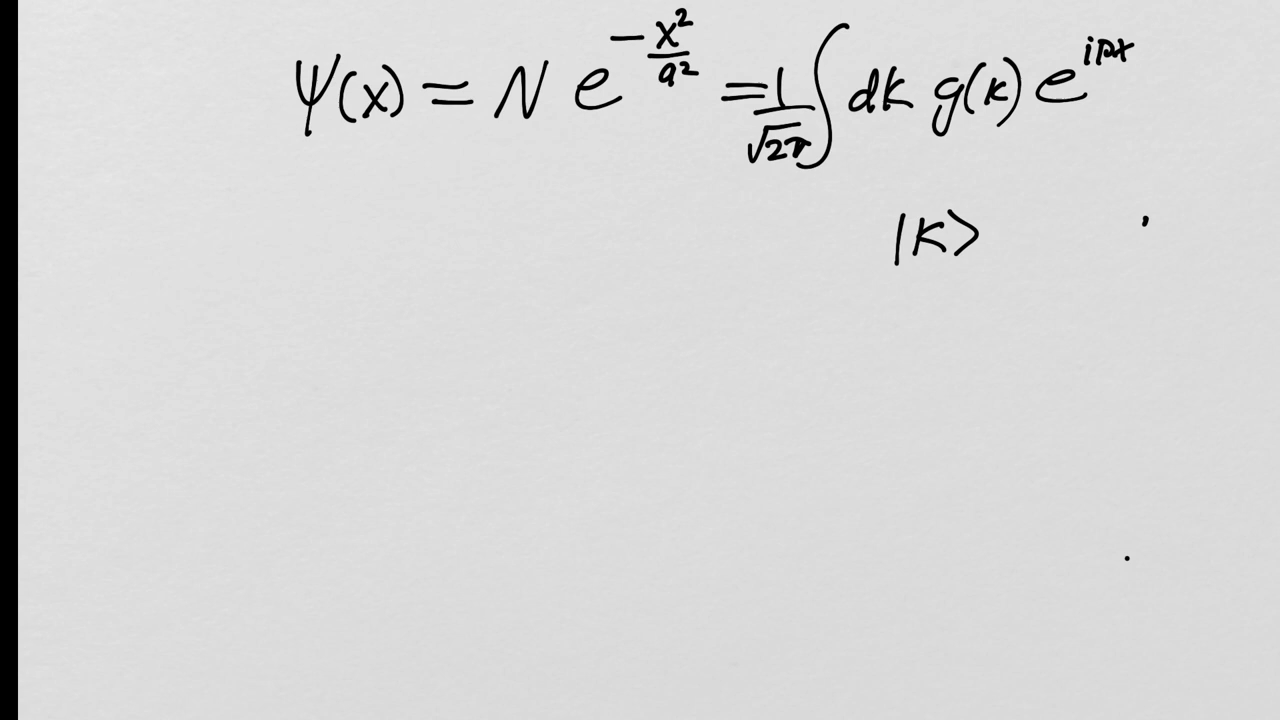 ψ(x) = N e^{-x²/a²} = 1/√2π ∫ dk g(k) e^{ipx}
|k>